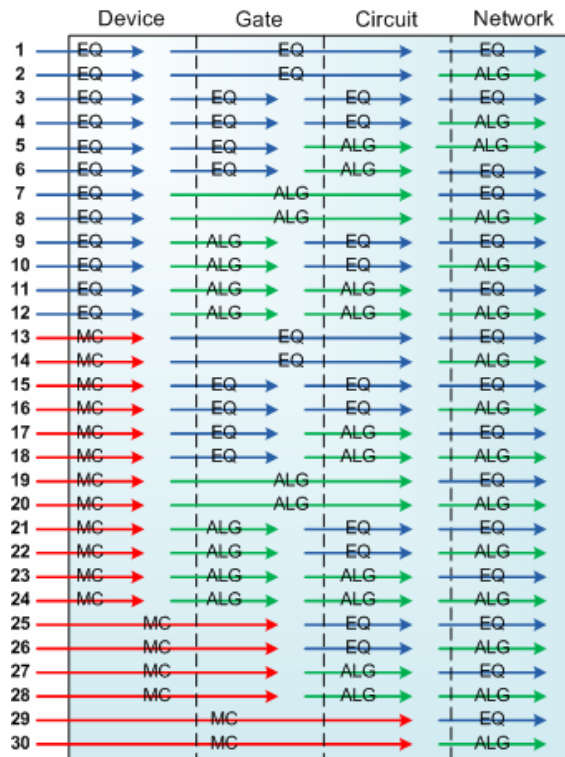 Device Gate Circuit Network
1 EQ EQ EQ
2 EQ EQ ALG
3 EQ EQ EQ EQ
4 EQ EQ EQ ALG
5 EQ EQ ALG ALG
6 EQ EQ ALG EQ
7 EQ ALG EQ
8 EQ ALG ALG
9 EQ ALG EQ EQ
10 EQ ALG EQ ALG
11 EQ ALG ALG EQ
12 EQ ALG ALG ALG
13 MC EQ EQ
14 MC EQ ALG
15 MC EQ EQ EQ
16 MC EQ EQ ALG
17 MC EQ ALG EQ
18 MC EQ ALG ALG
19 MC ALG EQ
20 MC ALG ALG
21 MC ALG EQ EQ
22 MC ALG EQ ALG
23 MC ALG ALG EQ
24 MC ALG ALG ALG
25 MC EQ EQ
26 MC EQ ALG
27 MC ALG EQ
28 MC ALG ALG
29 MC EQ
30 MC ALG